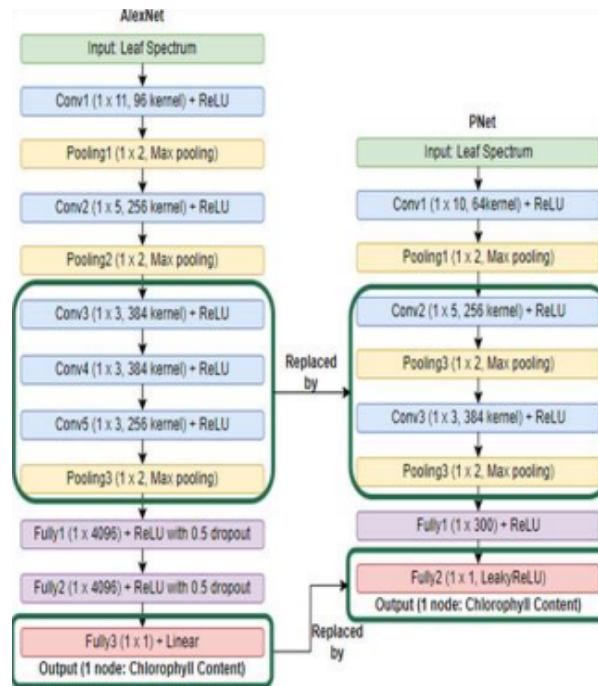 AlexNet
Input: Leaf Spectrum
Conv1 (1 x 11, 96 kernel) + ReLU
Pooling1 (1 x 2, Max pooling)
Conv2 (1 x 5, 256 kernel) + ReLU
Pooling2 (1 x 2, Max pooling)
Conv3 (1 x 3, 384 kernel) + ReLU
Conv4 (1 x 3, 384 kernel) + ReLU
Conv5 (1 x 3, 256 kernel) + ReLU
Pooling3 (1 x 2, Max pooling)
Fully1 (1 x 4096) + ReLU with 0.5 dropout
Fully2 (1 x 4096) + ReLU with 0.5 dropout
Fully3 (1 x 1) + Linear
Output (1 node: Chlorophyll Content)
Replaced
by
Replaced
by
PNet
Input: Leaf Spectrum
Conv1 (1 x 10, 64kernel) + ReLU
Pooling1 (1 x 2, Max pooling)
Conv2 (1 x 5, 256 kernel) + ReLU
Pooling3 (1 x 2, Max pooling)
Conv3 (1 x 3, 384 kernel) + ReLU
Pooling3 (1 x 2, Max pooling)
Fully1 (1 x 300) + ReLU
Fully2 (1 x 1, LeakyReLU)
Output (1 node: Chlorophyll Content)